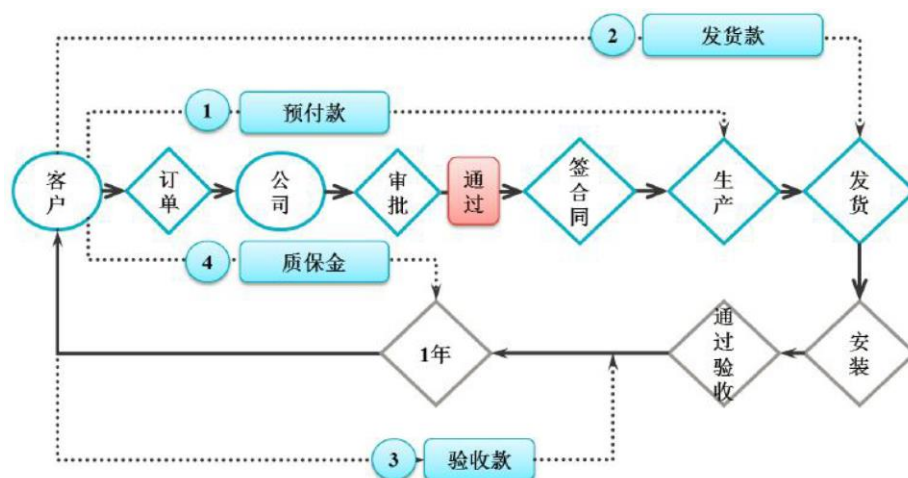 2
发货款
1
预付款
客户
订单
公司
审批
通过
签合同
生产
发货
4
质保金
1年
通过验收
安装
3
验收款